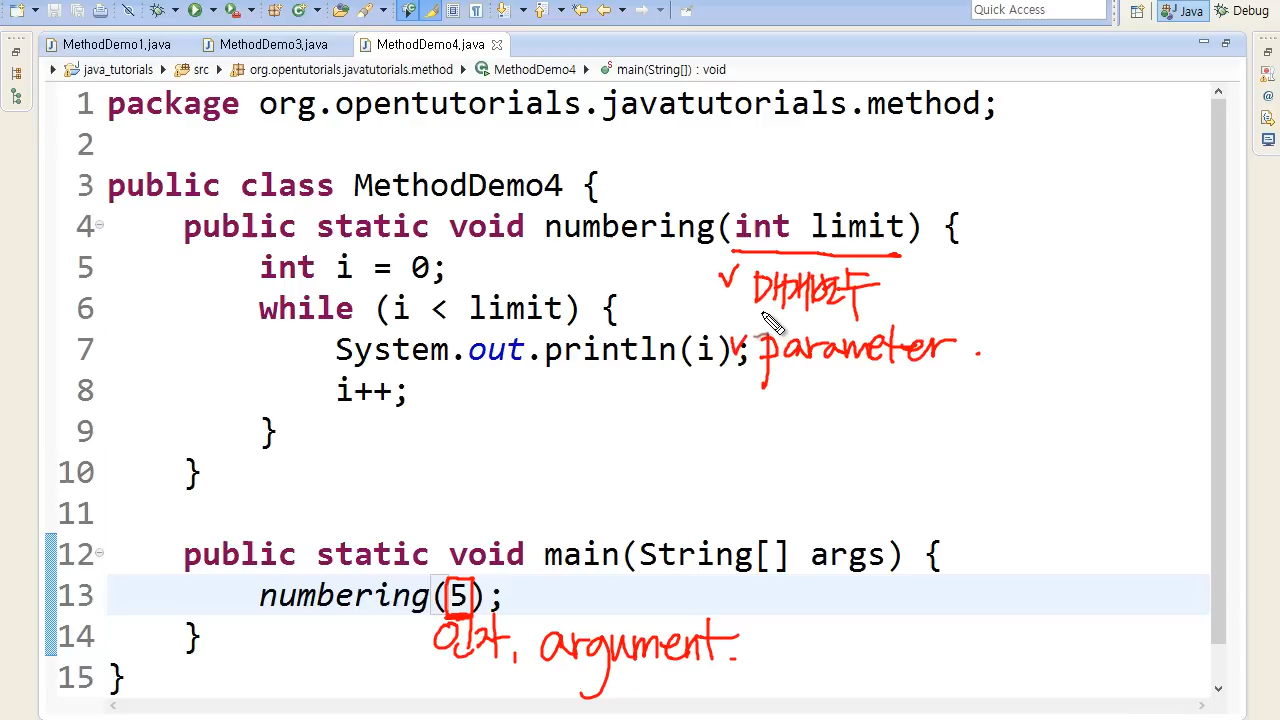 Quick Access
Java
Debug
MethodDemo1.java
MethodDemo3.java
MethodDemo4.java
java_tutorials
src
org.opentutorials.javatutorials.method
MethodDemo4
main(String[]) : void
1 package org.opentutorials.javatutorials.method;
2
3 public class MethodDemo4 {
4 public static void numbering(int limit) {
5 int i = 0;
매개변수
6 while (i < limit) {
7 System.out.println(i);
parameter.
8 i++;
9 }
10 }
11
12 public static void main(String[] args) {
13 numbering(5);
14 }
인자, argument.
15 }